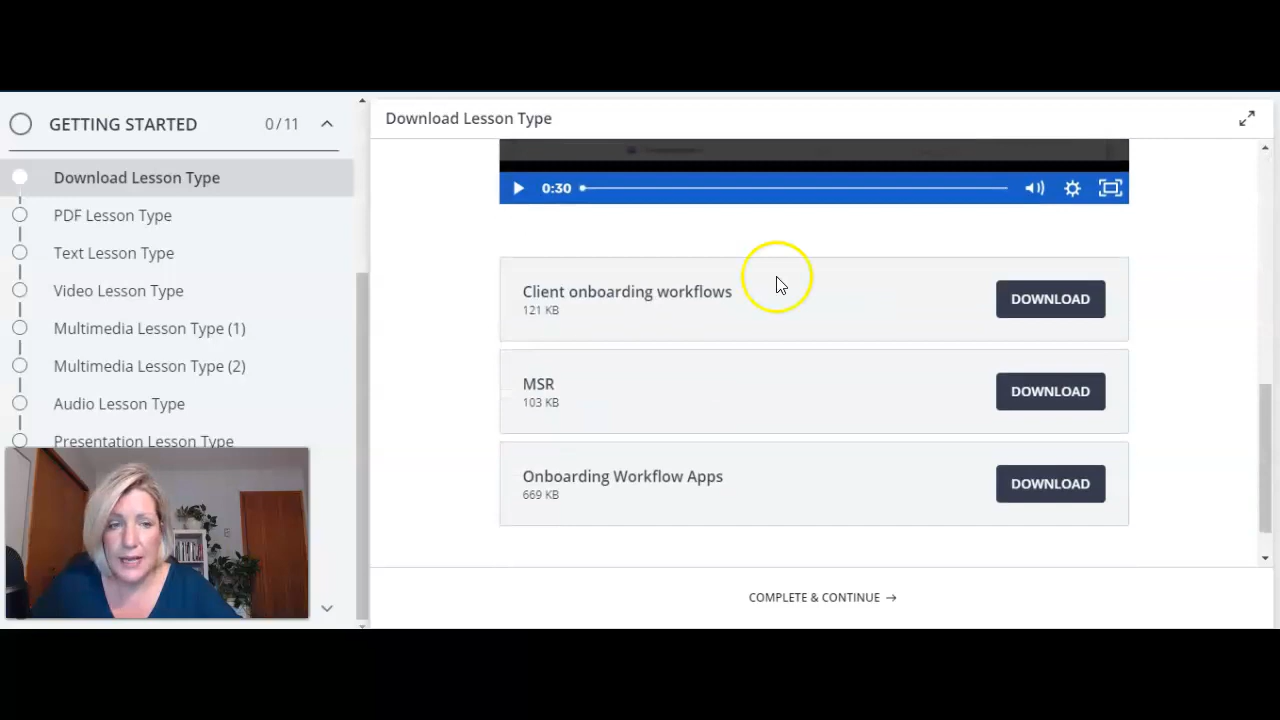 GETTING STARTED 0/11
Download Lesson Type
PDF Lesson Type
Text Lesson Type
Video Lesson Type
Multimedia Lesson Type (1)
Multimedia Lesson Type (2)
Audio Lesson Type
Presentation Lesson Type
Download Lesson Type
0:30
Client onboarding workflows
121 KB
DOWNLOAD
MSR
103 KB
DOWNLOAD
Onboarding Workflow Apps
669 KB
DOWNLOAD
COMPLETE & CONTINUE →